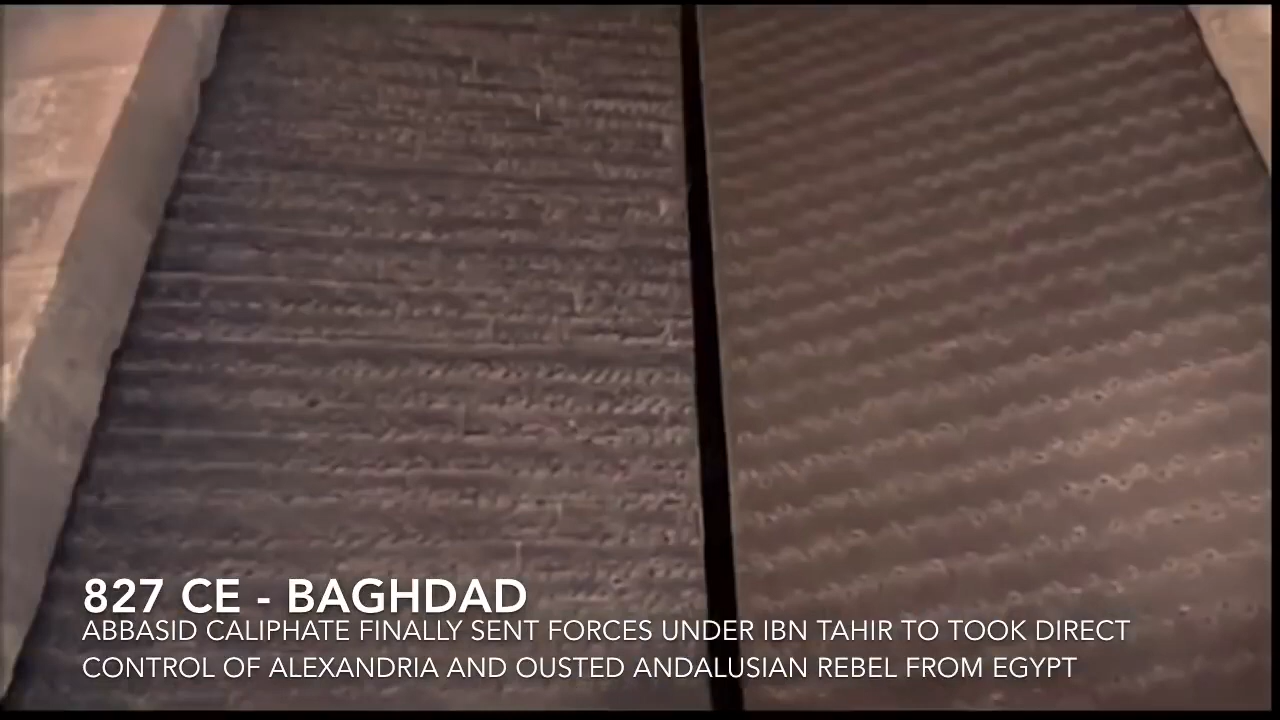 827 CE - BAGHDAD
ABBASID CALIPHATE FINALLY SENT FORCES UNDER IBN TAHIR TO TOOK DIRECT
CONTROL OF ALEXANDRIA AND OUSTED ANDALUSIAN REBEL FROM EGYPT